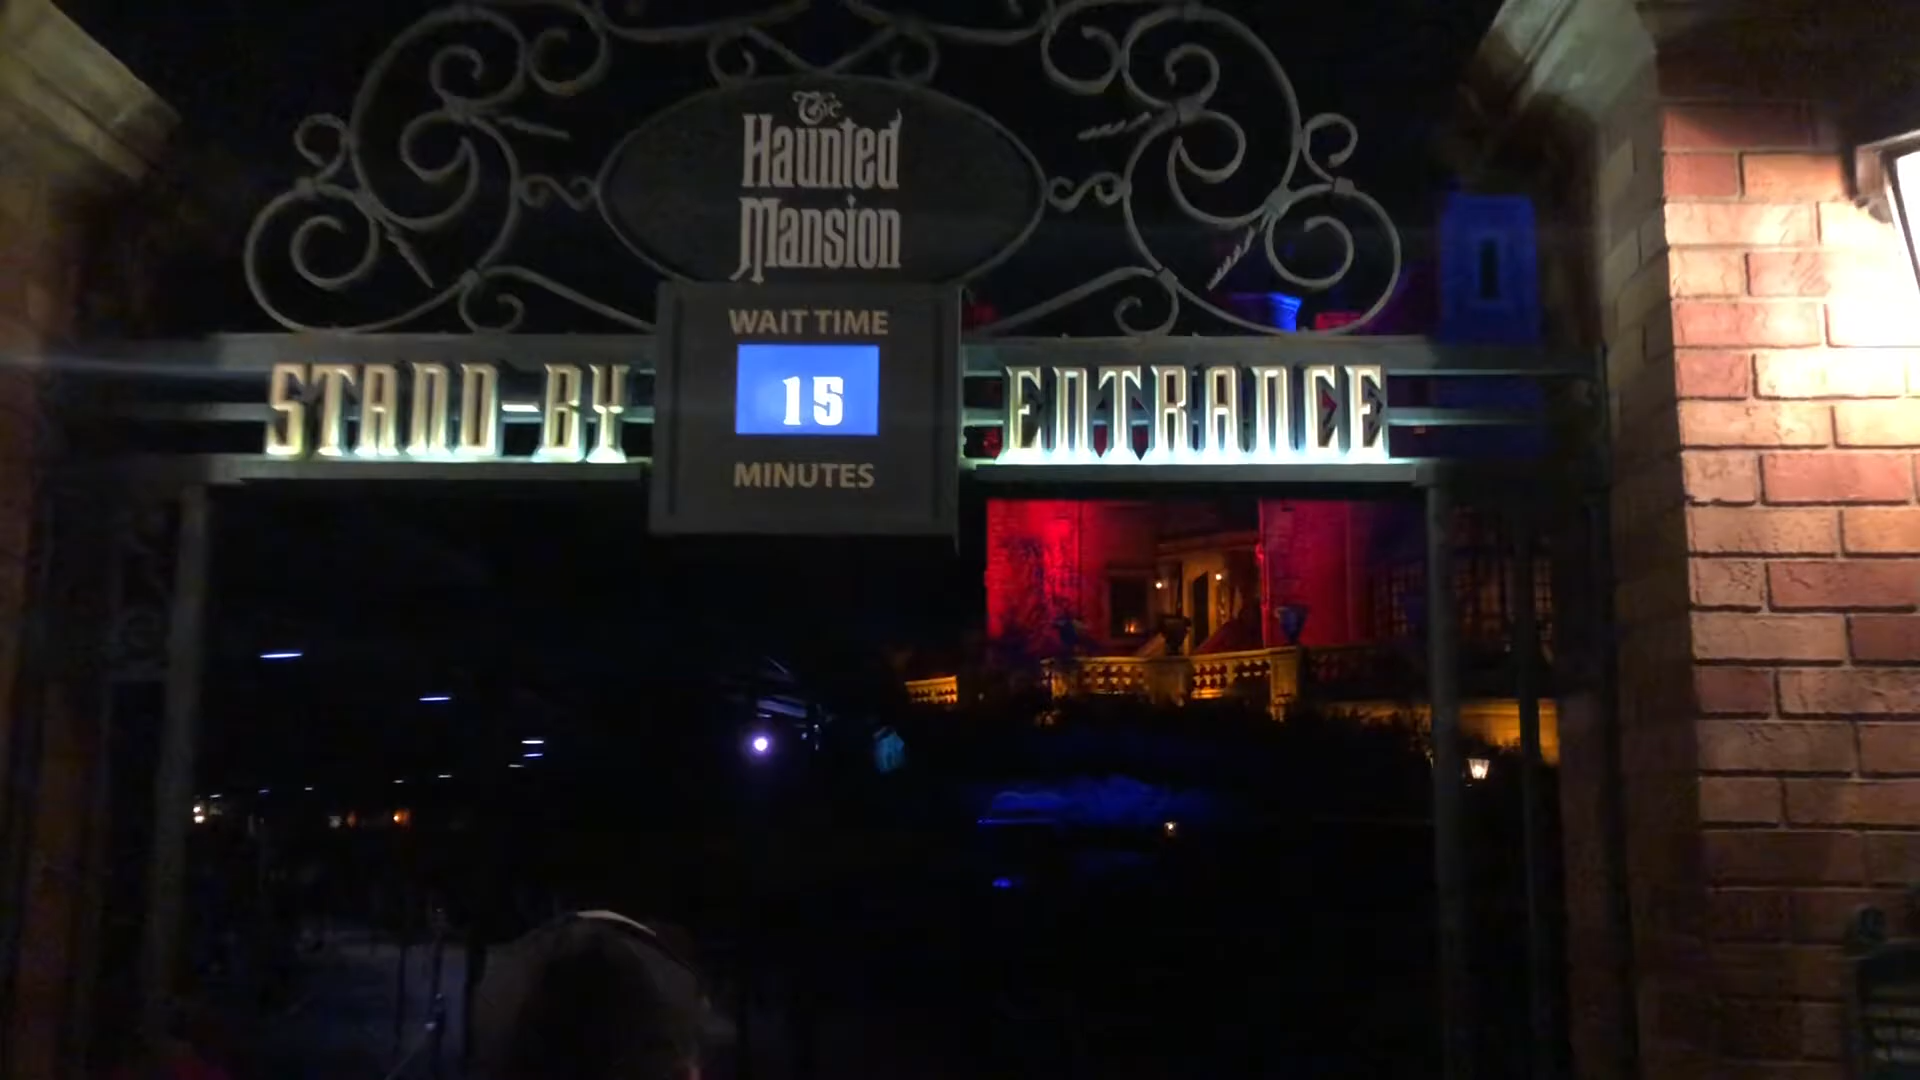 The
Haunted
Mansion
WAIT TIME
STAND-BY 15 ENTRANCE
MINUTES